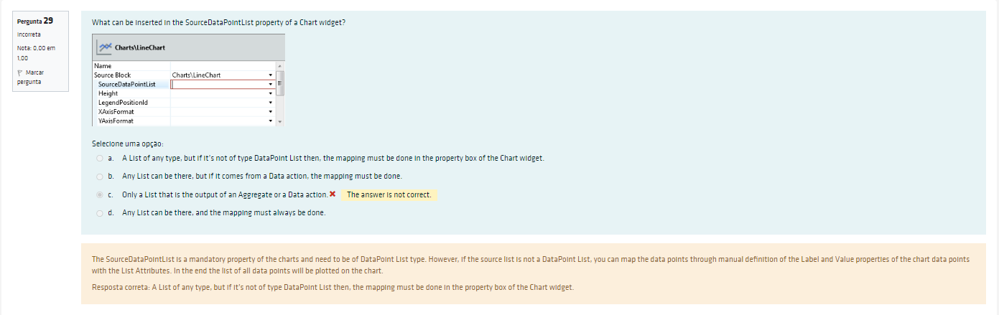 Pergunta 29
Incorreta
Nota: 0,00 em
1,00
Marcar
pergunta
What can be inserted in the SourceDataPointList property of a Chart widget?
Charts\LineChart
Name
Source Block Charts\LineChart
SourceDataPointList
Height
LegendPositionId
XAxisFormat
YAxisFormat
Selecione uma opção:
a. A List of any type, but if it's not of type DataPoint List then, the mapping must be done in the property box of the Chart widget.
b. Any List can be there, but if it comes from a Data action, the mapping must be done.
c. Only a List that is the output of an Aggregate or a Data action. The answer is not correct.
d. Any List can be there, and the mapping must always be done.
The SourceDataPointList is a mandatory property of the charts and need to be of DataPoint List type. However, if the source list is not a DataPoint List, you can map the data points through manual definition of the Label and Value properties of the chart data points
with the List Attributes. In the end the list of all data points will be plotted on the chart.
Resposta correta: A List of any type, but if it's not of type DataPoint List then, the mapping must be done in the property box of the Chart widget.